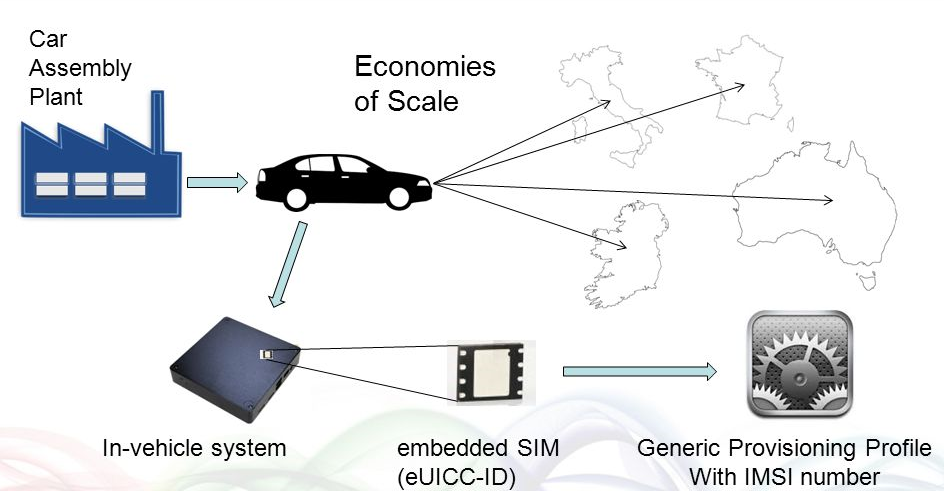 Car
Assembly
Plant
Economies
of Scale
In-vehicle system
embedded SIM
(eUICC-ID)
Generic Provisioning Profile
With IMSI number